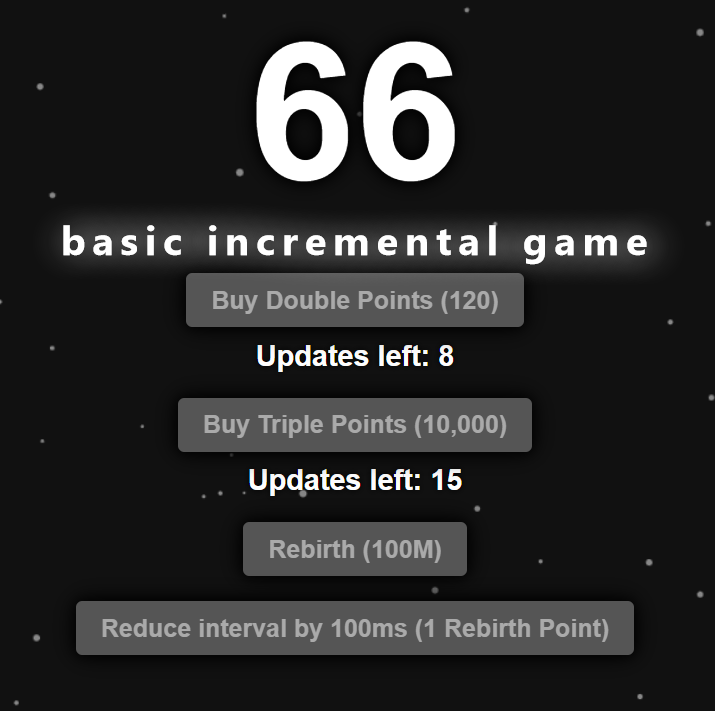 66
basic incremental game
Buy Double Points (120)
Updates left: 8
Buy Triple Points (10,000)
Updates left: 15
Rebirth (100M)
Reduce interval by 100ms (1 Rebirth Point)